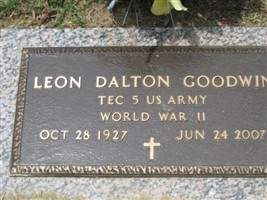 LEON DALTON GOODWIN
TEC 5 US ARMY
WORLD WAR II
OCT 28 1927 JUN 24 2007